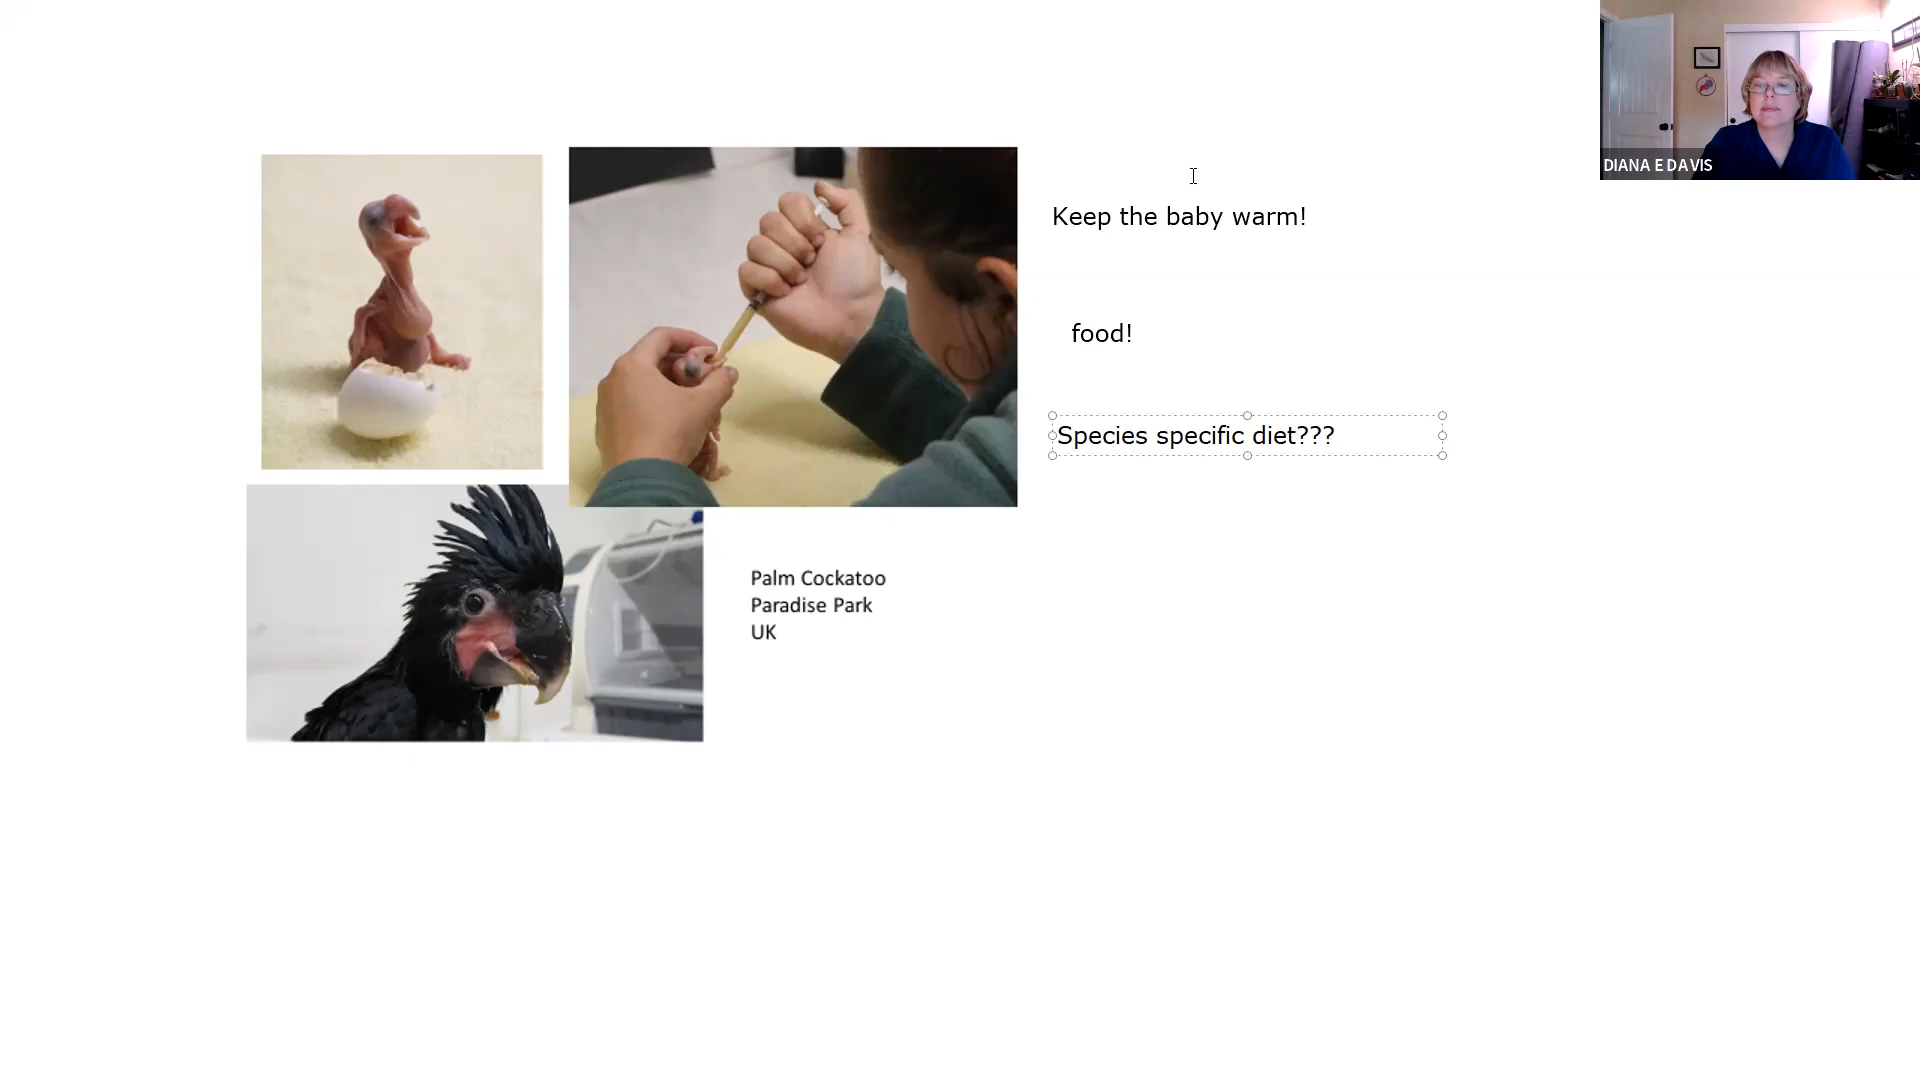 DIANA E DAVIS
Keep the baby warm!
food!
Species specific diet???
Palm Cockatoo
Paradise Park
UK